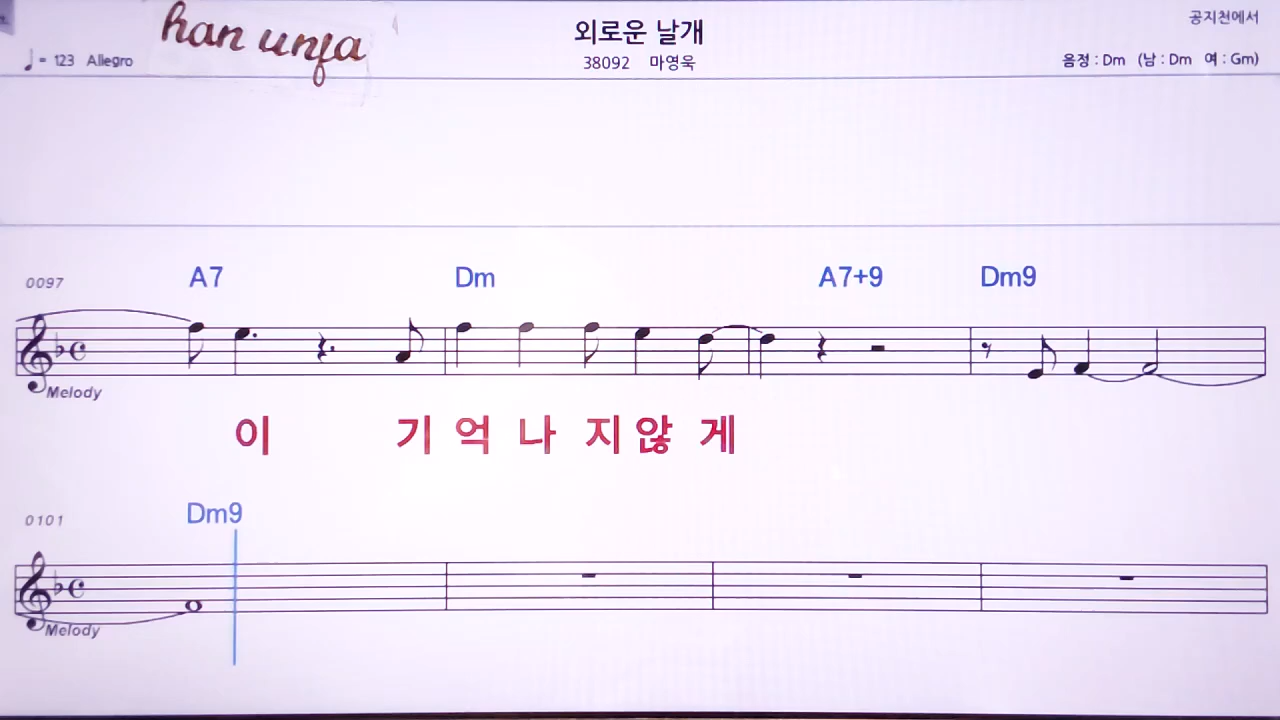 공지천에서
han unja
외로운 날개
♩= 123 Allegro
38092 마영욱
음정 : Dm (남 : Dm 여 : Gm)
0097
A7 Dm A7+9 Dm9
Melody
이 기 억 나 지 않 게
0101
Dm9
Melody